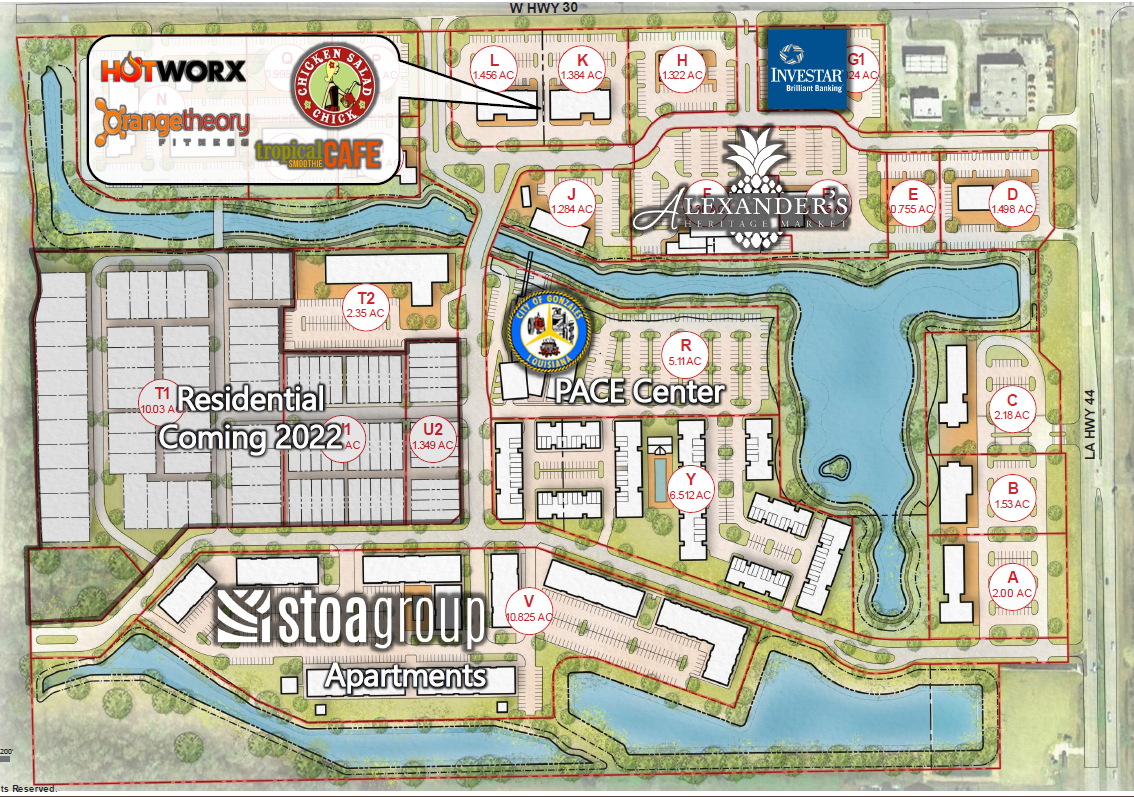 W HWY 30
HOTWORX
Orangetheory
FITNESS
CHICKEN SALAD
CHICK
tropical
SMOOTHIE
CAFE
N
Q
L
1.456 AC
K
1.384 AC
H
1.322 AC
INVESTAR
Brilliant Banking
G1
24 AC
J
1.284 AC
ALEXANDER'S
HERITAGE MARKET
F
E
0.755 AC
D
1.498 AC
T2
2.35 AC
CITY OF GONZALES
LOUISIANA
PACE Center
R
5.11 AC
T1
10.03 AC
Residential
Coming 2022
AC
U2
1.349 AC
C
2.18 AC
LA HWY 44
B
1.53 AC
A
2.00 AC
Y
6.512 AC
V
10.825 AC
stoagroup
Apartments
200'
ts Reserved.